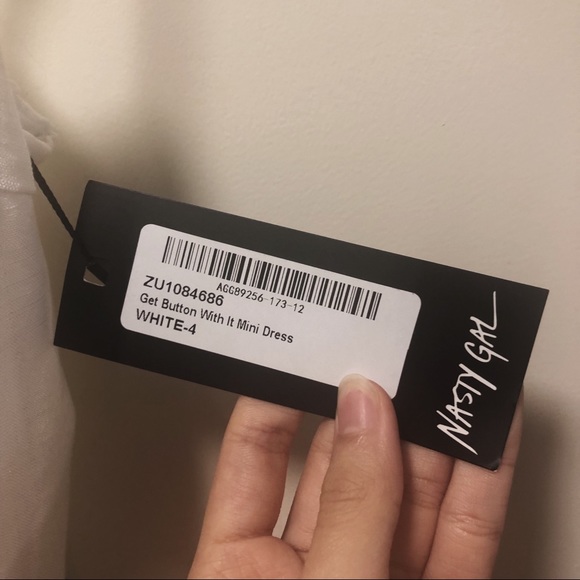 AGG89256-173-12
ZU1084686
Get Button With It Mini Dress
WHITE-4
NASTY GAL